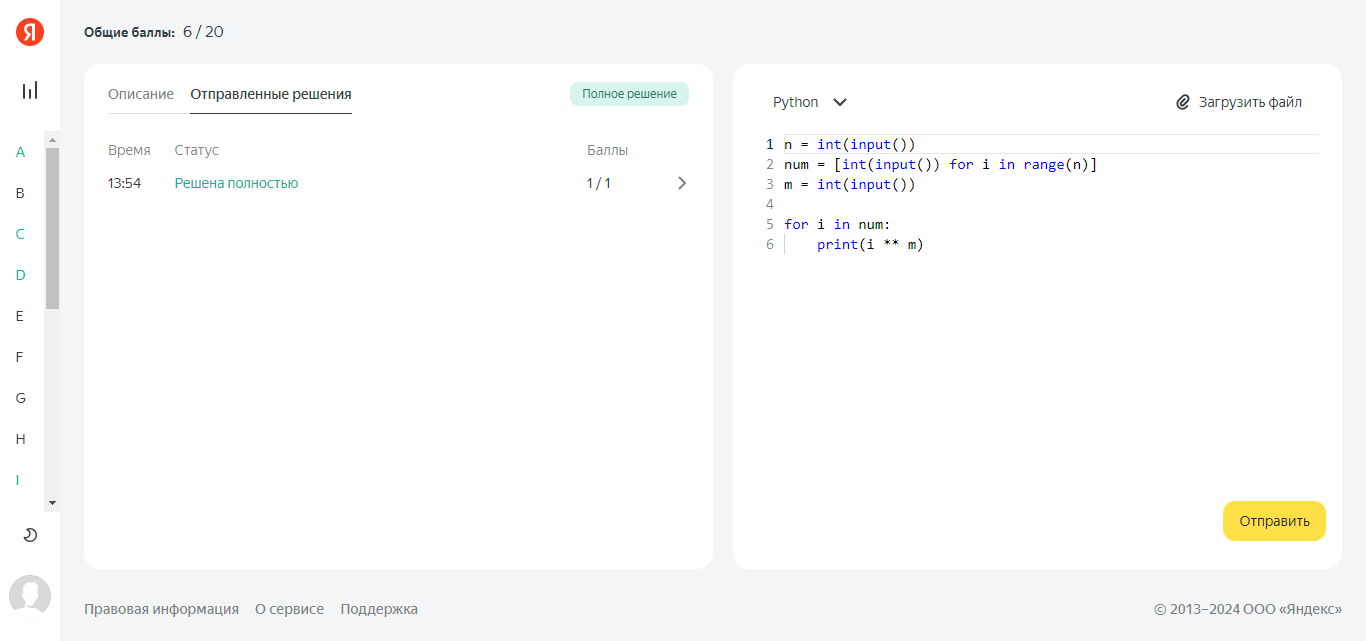 Я
Общие баллы: 6 / 20
A
B
C
D
E
F
G
H
I
Описание Отправленные решения Полное решение
Время Статус Баллы
13:54 Решена полностью 1 / 1
Python Загрузить файл
1 n = int(input())
2 num = [int(input()) for i in range(n)]
3 m = int(input())
4
5 for i in num:
6 print(i ** m)
Отправить
Правовая информация О сервисе Поддержка © 2013–2024 ООО «Яндекс»